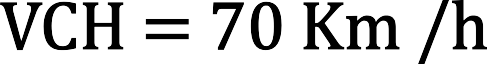 VCH = 70 Km /h